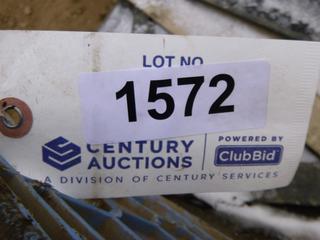 LOT NO.
1572
CENTURY
AUCTIONS
POWERED BY
ClubBid
A DIVISION OF CENTURY SERVICES